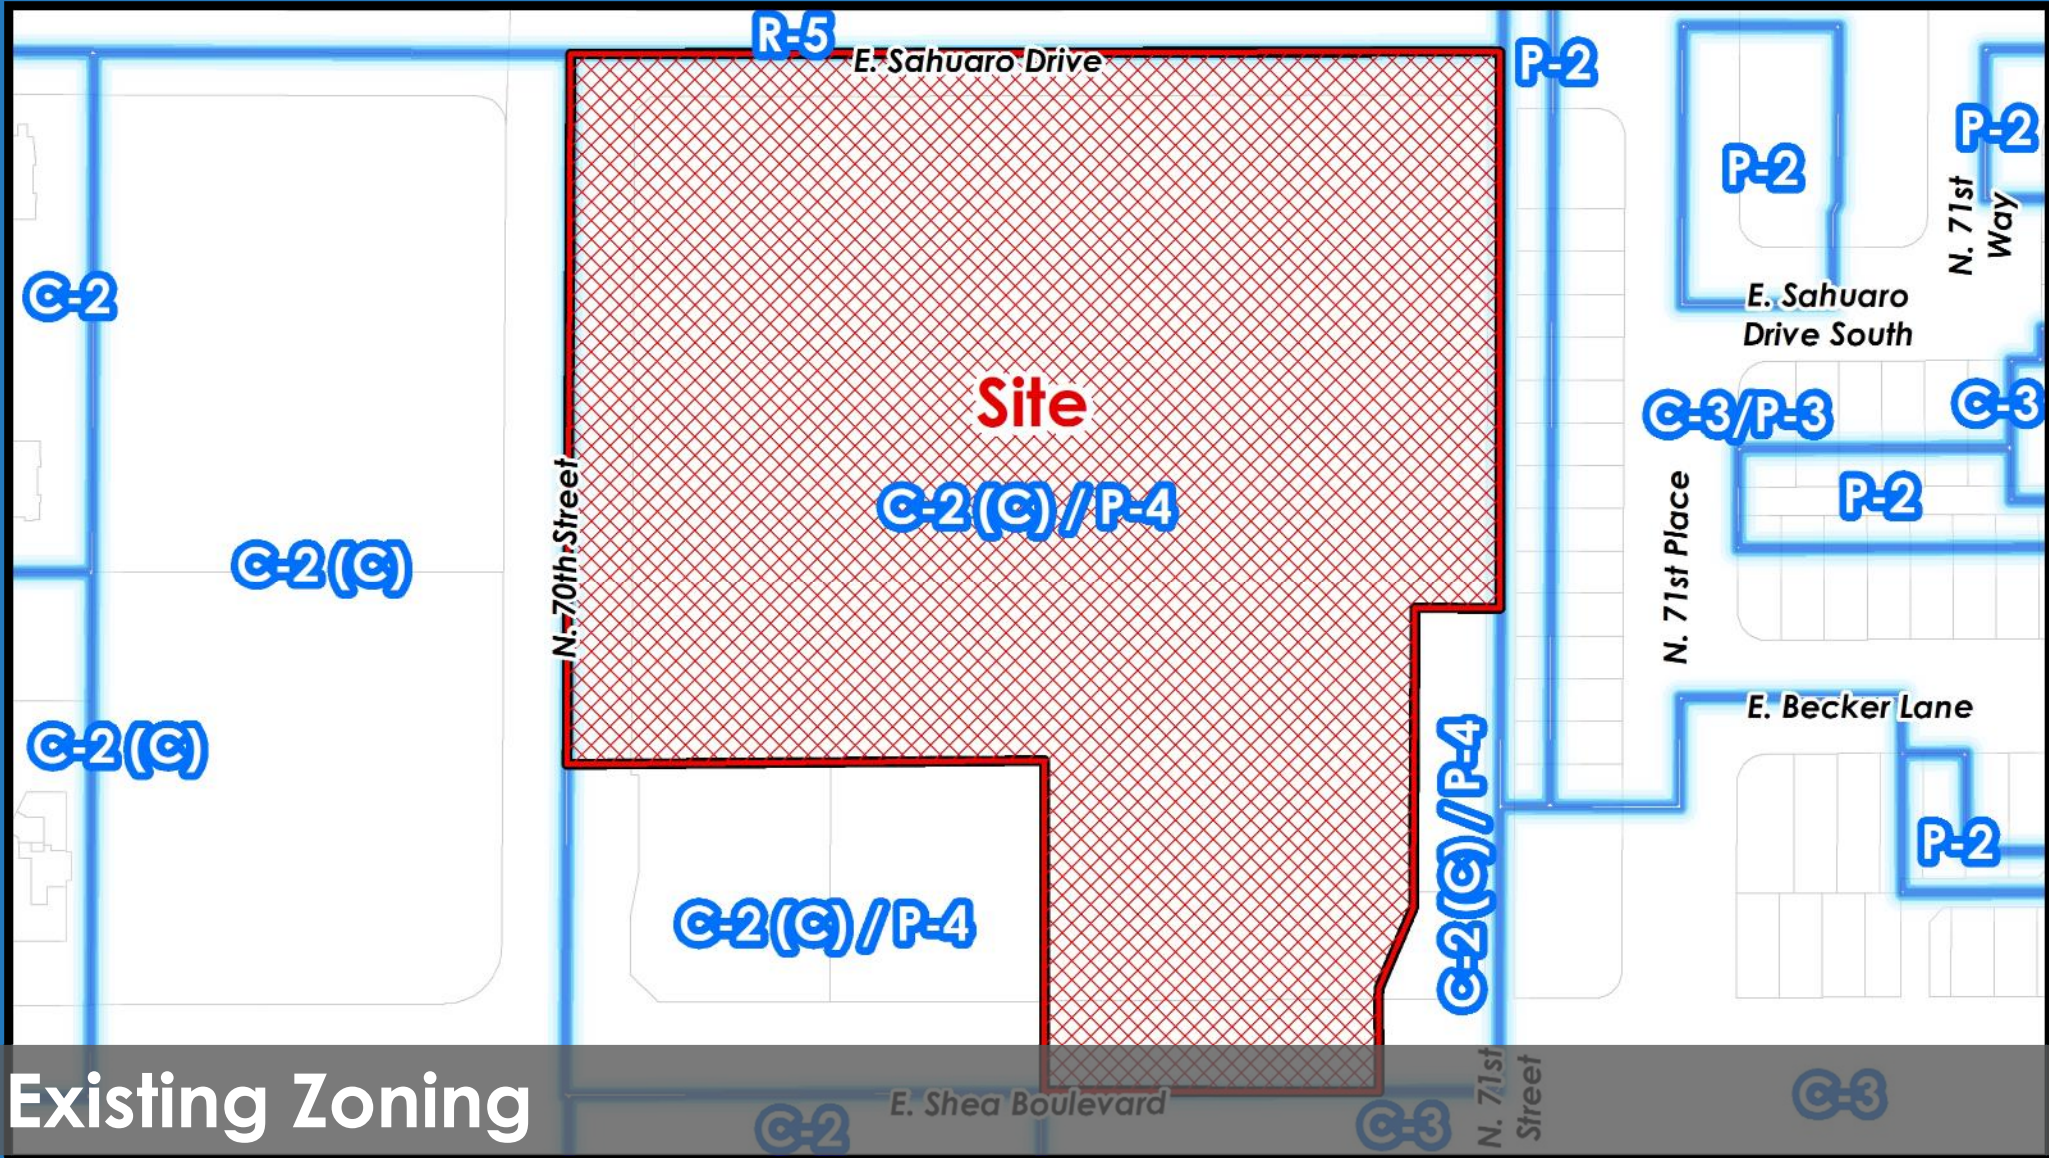 R-5
E. Sahuaro Drive
P-2
P-2
P-2
N. 71st
Way
C-2
E. Sahuaro
Drive South
Site
C-3/P-3
C-3
C-2 (C) / P-4
P-2
N. 70th Street
C-2 (C)
N. 71st Place
C-2 (C)
E. Becker Lane
C-2 (C) / P-4
P-2
C-2 (C) / P-4
Existing Zoning
E. Shea Boulevard
C-2
C-3
N. 71st
Street
C-3